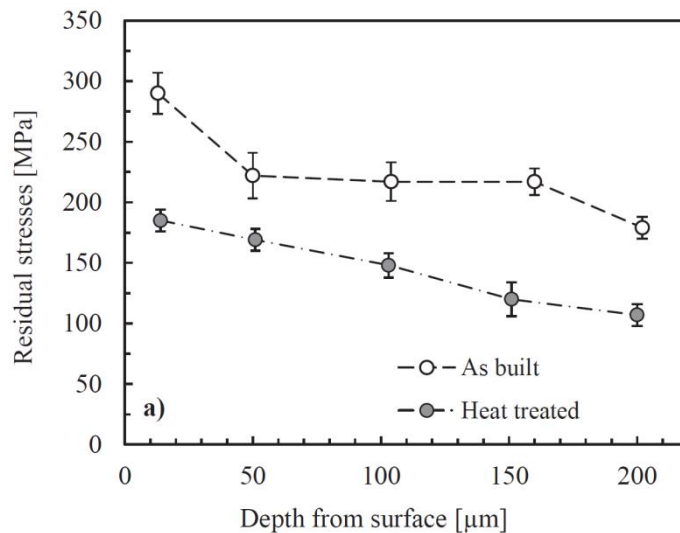 350
300
250
200
150
100
50
0
Residual stresses [MPa]
a)
As built
Heat treated
0 50 100 150 200
Depth from surface [µm]